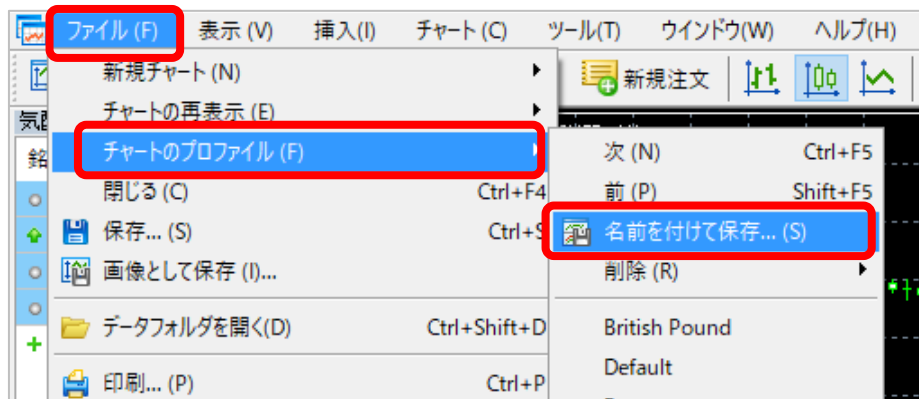 ファイル (F) 表示 (V) 挿入(I) チャート (C) ツール(T) ウインドウ(W) ヘルプ(H)
新規チャート (N)
新規注文
チャートの再表示 (E)
気配
チャートのプロファイル (F)
次 (N) Ctrl+F5
銘
閉じる (C) Ctrl+F4
前 (P) Shift+F5
保存... (S) Ctrl+S
名前を付けて保存... (S)
画像として保存 (I)...
削除 (R)
データフォルダを開く(D) Ctrl+Shift+D
British Pound
Default
印刷... (P) Ctrl+P